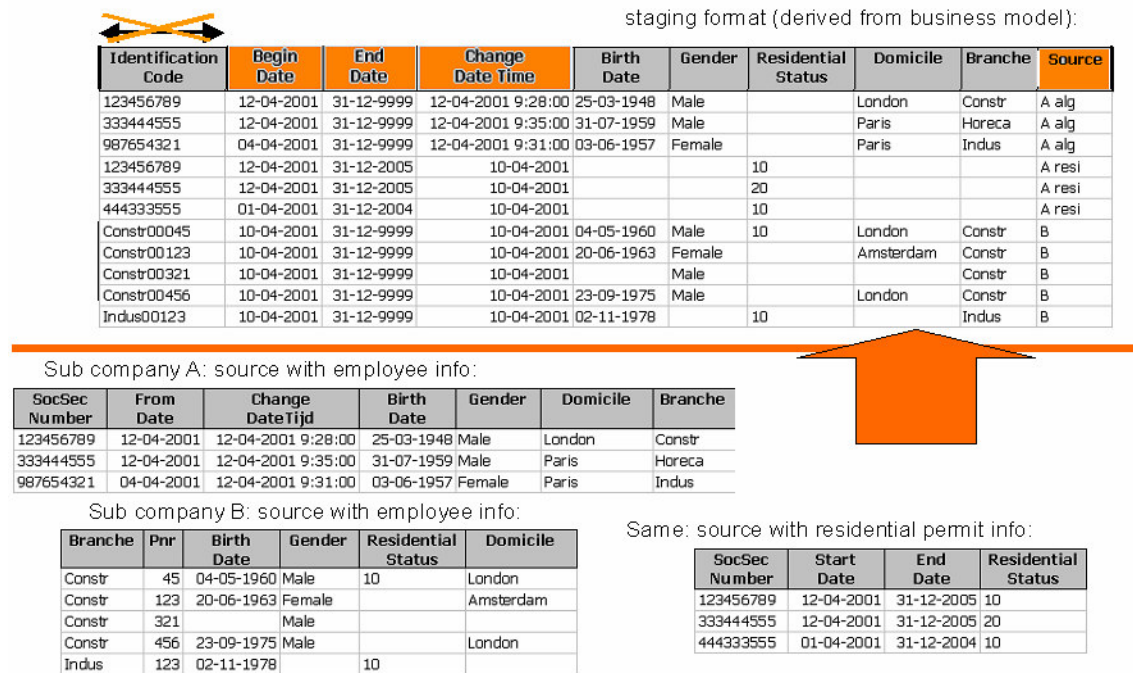 staging format (derived from business model):
Identification Code Begin Date End Date Change Date Time Birth Date Gender Residential Status Domicile Branche Source
123456789 12-04-2001 31-12-9999 12-04-2001 9:28:00 25-03-1948 Male London Constr A alg
333444555 12-04-2001 31-12-9999 12-04-2001 9:35:00 31-07-1959 Male Paris Horeca A alg
987654321 04-04-2001 31-12-9999 12-04-2001 9:31:00 03-06-1957 Female Paris Indus A alg
123456789 12-04-2001 31-12-2005 10-04-2001 10 A resi
333444555 12-04-2001 31-12-2005 10-04-2001 20 A resi
444333555 01-04-2001 31-12-2004 10-04-2001 10 A resi
Constr00045 10-04-2001 31-12-9999 10-04-2001 04-05-1960 Male 10 London Constr B
Constr00123 10-04-2001 31-12-9999 10-04-2001 20-06-1963 Female Amsterdam Constr B
Constr00321 10-04-2001 31-12-9999 10-04-2001 Male Constr B
Constr00456 10-04-2001 31-12-9999 10-04-2001 23-09-1975 Male London Constr B
Indus00123 10-04-2001 31-12-9999 10-04-2001 02-11-1978 10 Indus B
Sub company A: source with employee info:
SocSec Number From Date Change DateTijd Birth Date Gender Domicile Branche
123456789 12-04-2001 12-04-2001 9:28:00 25-03-1948 Male London Constr
333444555 12-04-2001 12-04-2001 9:35:00 31-07-1959 Male Paris Horeca
987654321 04-04-2001 12-04-2001 9:31:00 03-06-1957 Female Paris Indus
Sub company B: source with employee info:
Branche Pnr Birth Date Gender Residential Status Domicile
Constr 45 04-05-1960 Male 10 London
Constr 123 20-06-1963 Female Amsterdam
Constr 321 Male
Constr 456 23-09-1975 Male London
Indus 123 02-11-1978 10
Same: source with residential permit info:
SocSec Number Start Date End Date Residential Status
123456789 12-04-2001 31-12-2005 10
333444555 12-04-2001 31-12-2005 20
444333555 01-04-2001 31-12-2004 10